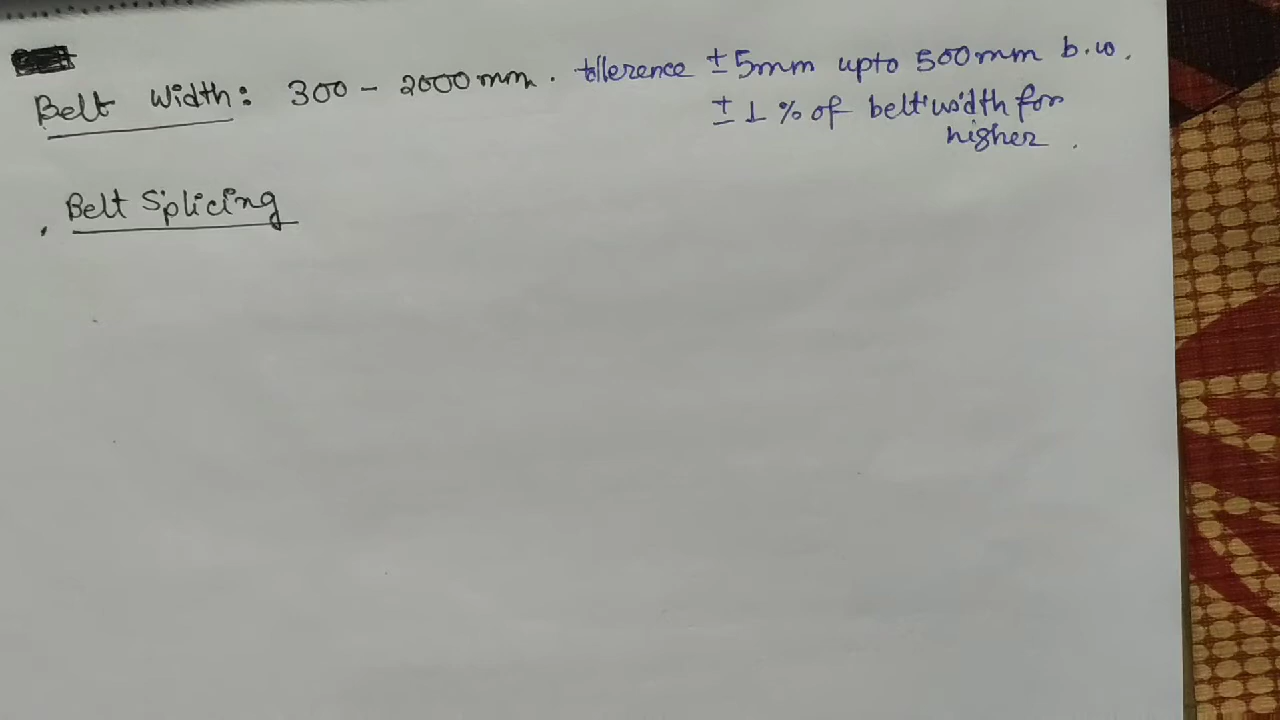 Belt Width: 300 - 2000 mm. tollerence ± 5mm upto 500mm b.w.
± 1 % of belt width for
higher.
Belt Splicing